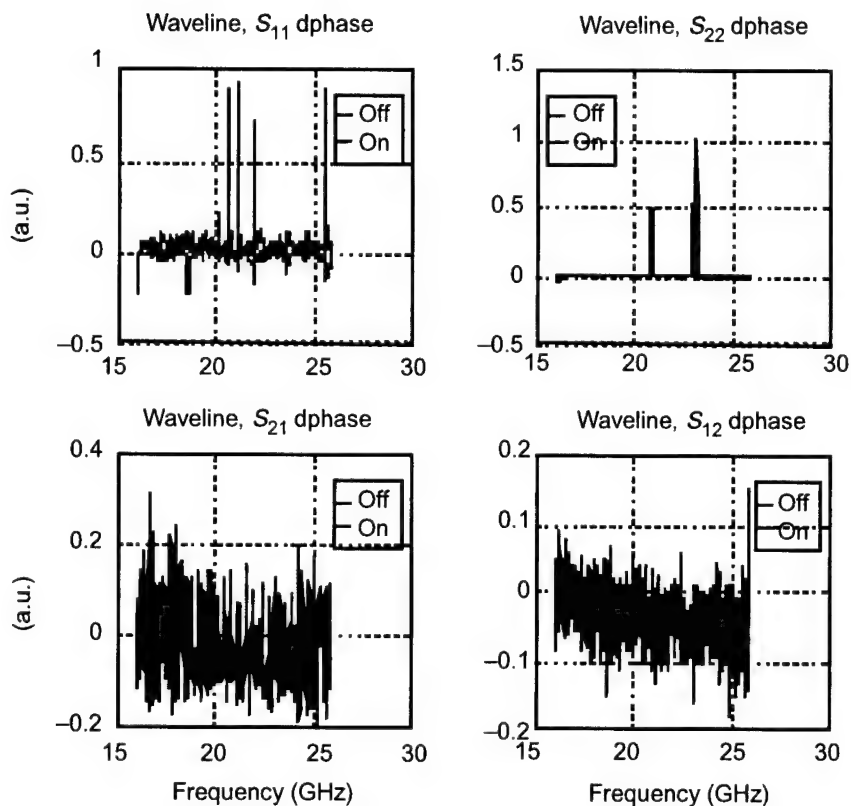 Waveline, S11 dphase
1
0.5
0
−0.5
(a.u.)
15 20 25 30
Off
On
Waveline, S22 dphase
1.5
1
0.5
0
−0.5
15 20 25 30
Off
On
Waveline, S21 dphase
0.4
0.2
0
−0.2
(a.u.)
15 20 25 30
Frequency (GHz)
Off
On
Waveline, S12 dphase
0.2
0.1
0
−0.1
−0.2
15 20 25 30
Frequency (GHz)
Off
On